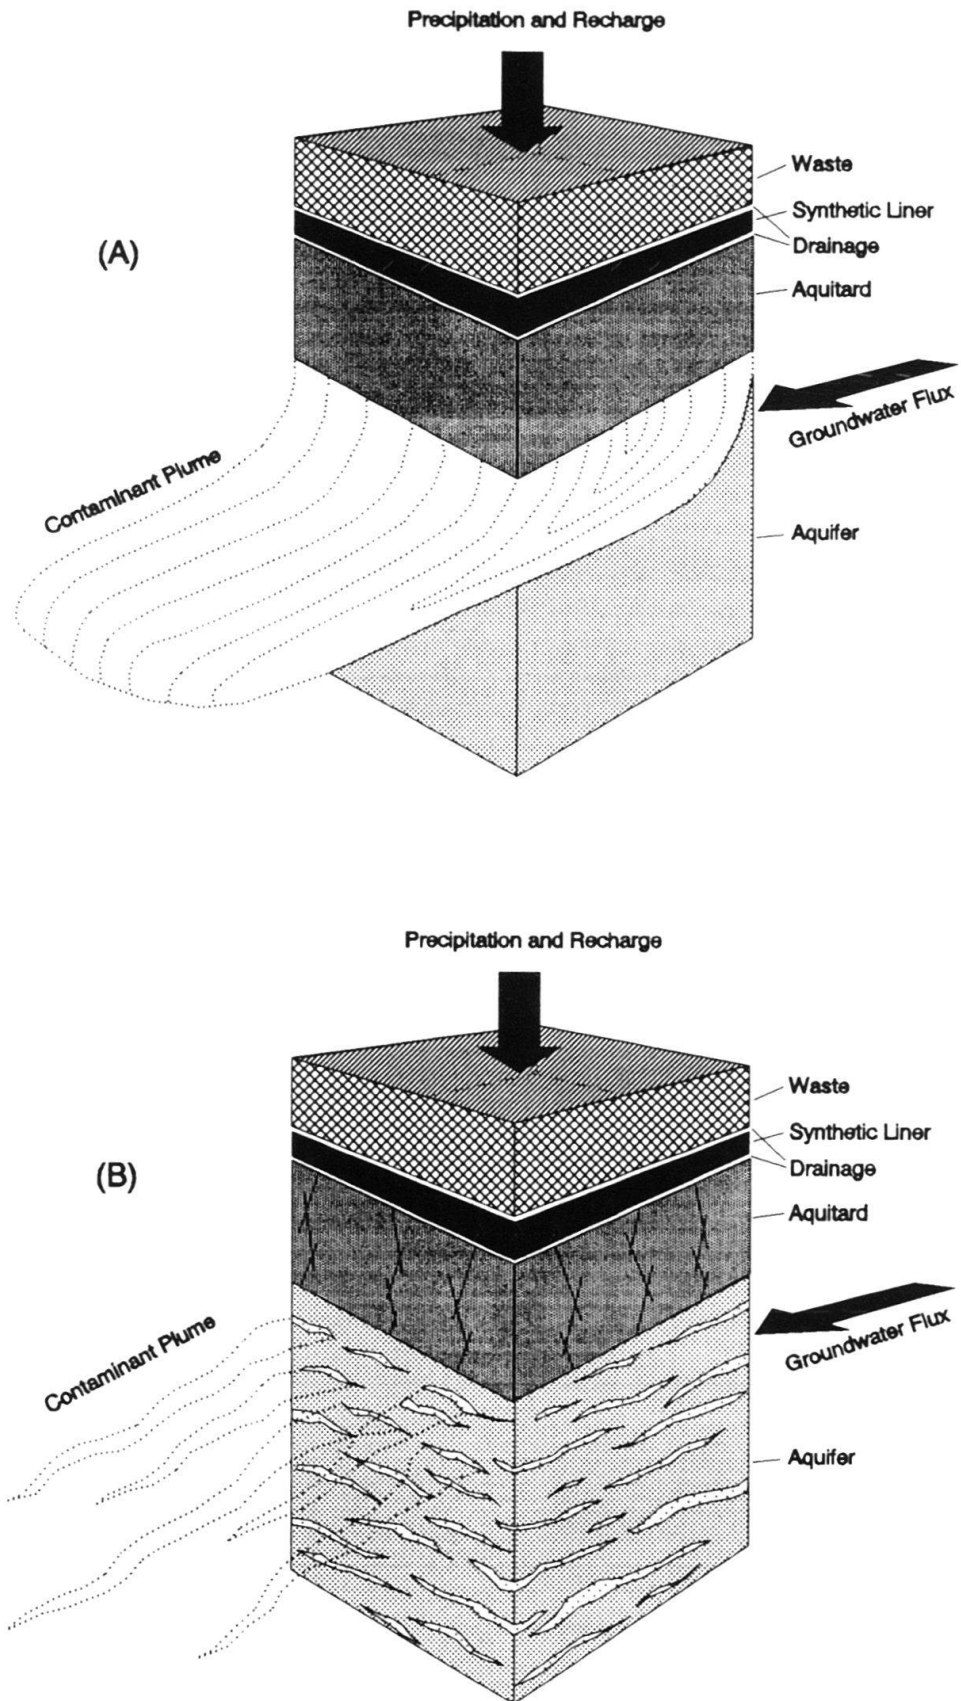 Precipitation and Recharge
Waste
Synthetic Liner
(A)
Drainage
Aquitard
Groundwater Flux
Contaminant Plume
Aquifer
Precipitation and Recharge
Waste
Synthetic Liner
(B)
Drainage
Aquitard
Groundwater Flux
Contaminant Plume
Aquifer